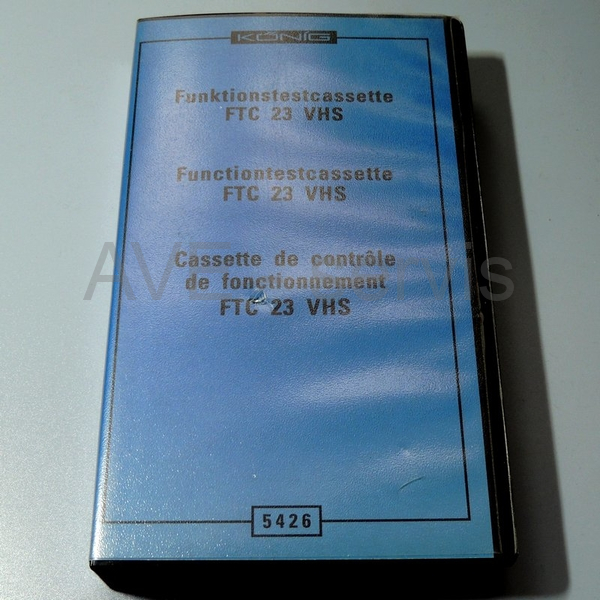 KÖNIG
Funktionstestcassette
FTC 23 VHS
Functiontestcassette
FTC 23 VHS
Cassette de contrôle
de fonctionnement
FTC 23 VHS
5426